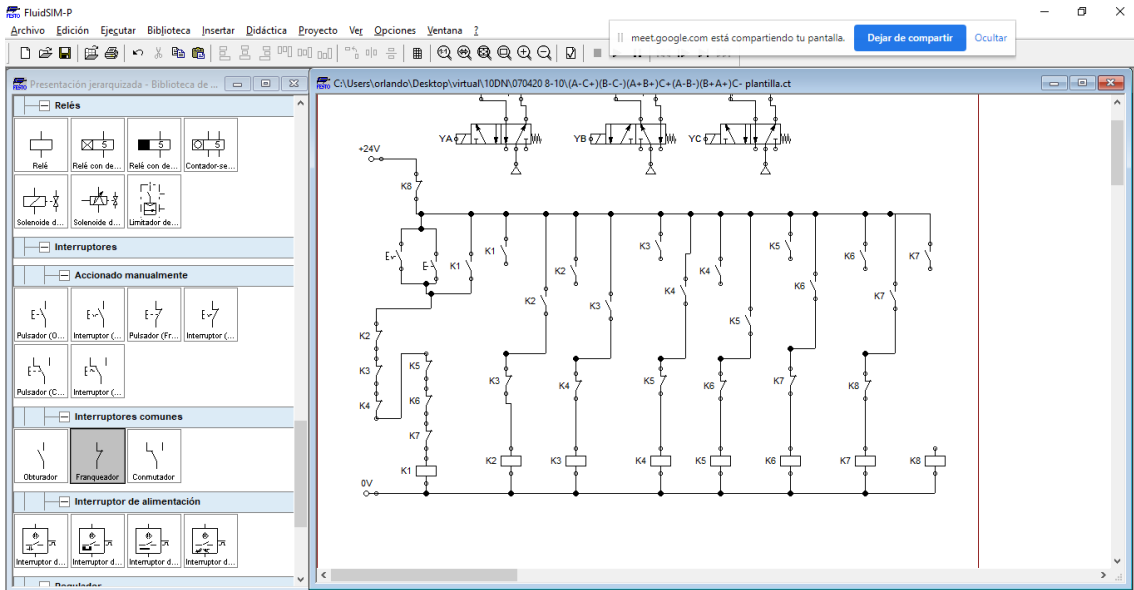 FluidSIM-P
Archivo Edición Ejecutar Biblioteca Insertar Didáctica Proyecto Ver Opciones Ventana ?
meet.google.com está compartiendo tu pantalla. Dejar de compartir Ocultar
Presentación jerarquizada - Biblioteca de ...
C:\Users\orlando\Desktop\virtual\10DN\070420 8-10\(A-C+)(B-C-)(A+B+)C+(A-B-)(B+A+)C- plantilla.ct
Relés
Relé Relé con de... Relé con de... Contador-se...
Solenoide d... Solenoide d... Limitador de...
Interruptores
Accionado manualmente
Pulsador (O... Interruptor (... Pulsador (Fr... Interruptor (...
Pulsador (C... Interruptor (...
Interruptores comunes
Obturador Franqueador Conmutador
Interruptor de alimentación
Interruptor d... Interruptor d... Interruptor d... Interruptor d...
Regulador
YA YB YC
+24V
K8
K1 K1 K2 K2 K3 K3 K4 K4 K5 K5 K6 K6 K7 K7
K2
K3 K5 K3 K4 K5 K6 K7 K8
K4 K6
K7
K1 K2 K3 K4 K5 K6 K7 K8
0V